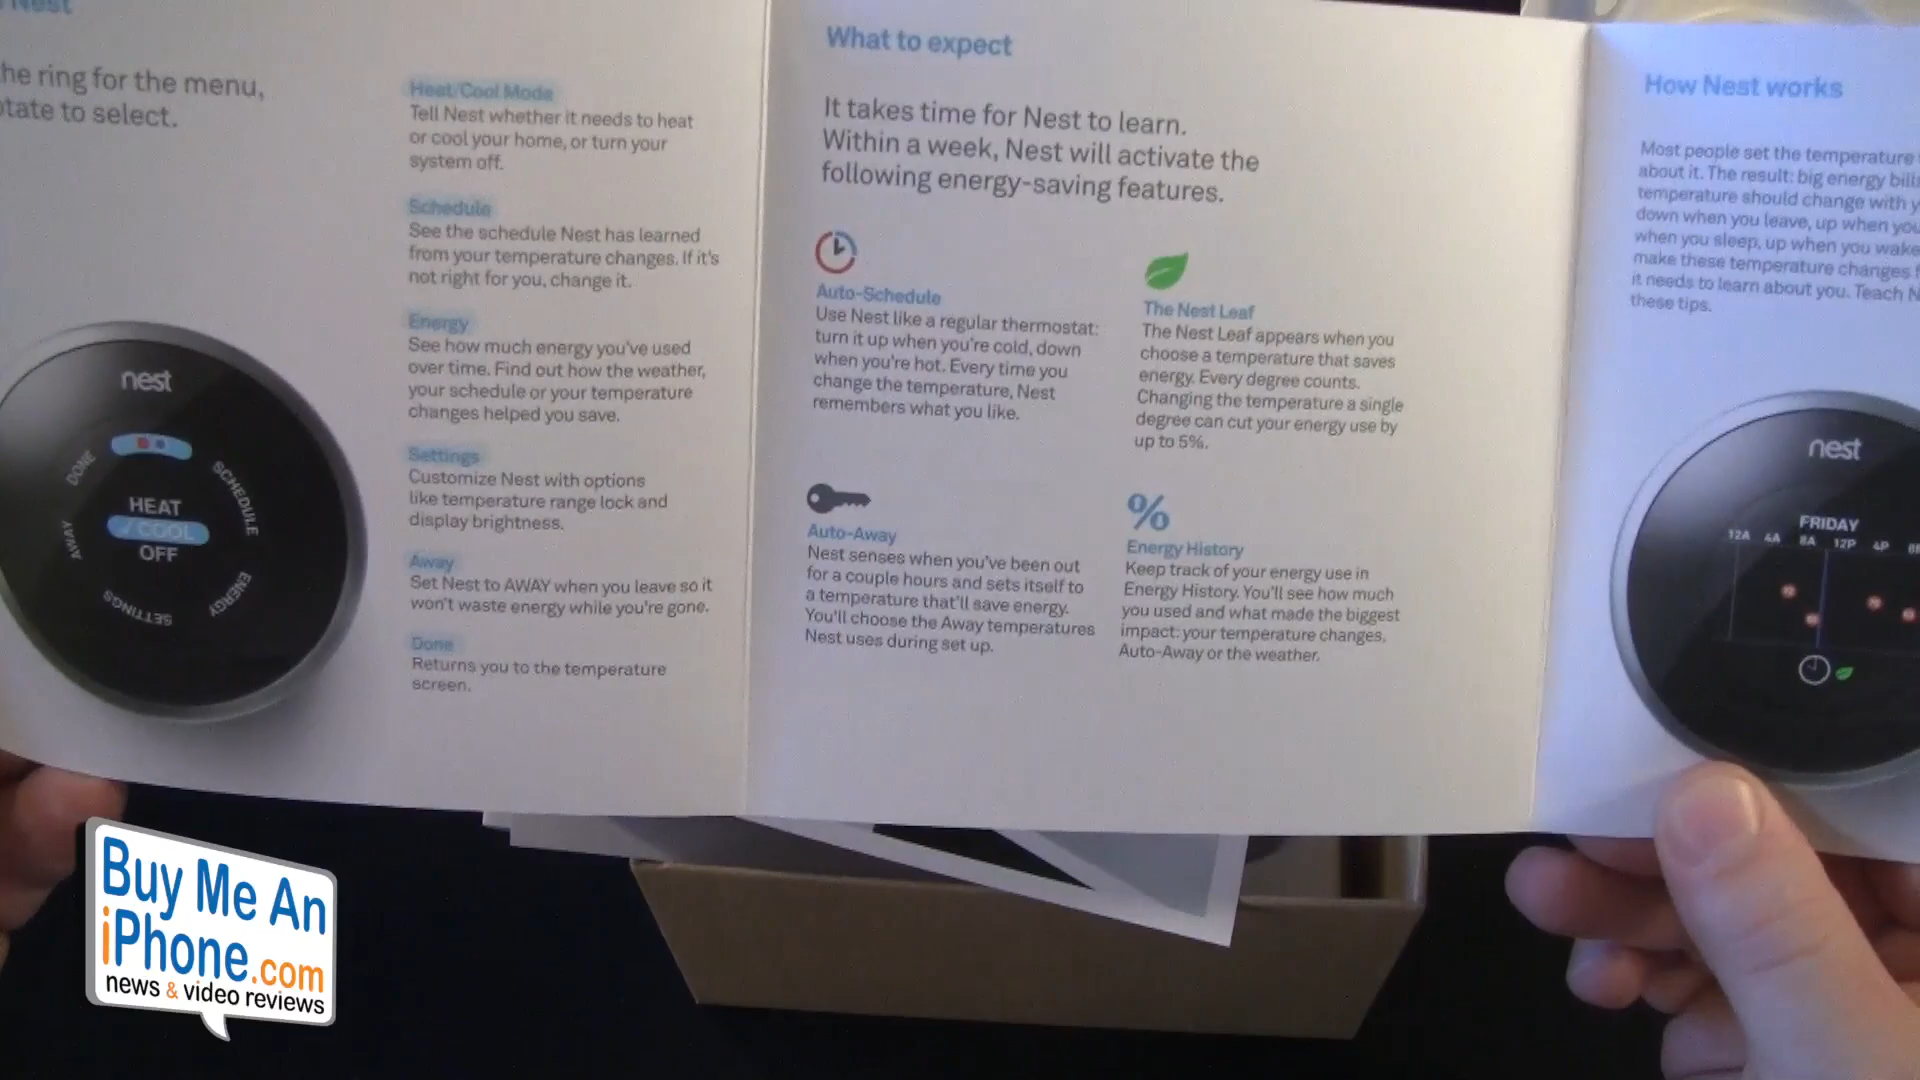 Nest
he ring for the menu,
otate to select.
nest
DONE
SCHEDULE
HEAT
/ COOL
OFF
AWAY
ENERGY
SETTINGS
Heat/Cool Mode
Tell Nest whether it needs to heat
or cool your home, or turn your
system off.
Schedule
See the schedule Nest has learned
from your temperature changes. If it's
not right for you, change it.
Energy
See how much energy you've used
over time. Find out how the weather,
your schedule or your temperature
changes helped you save.
Settings
Customize Nest with options
like temperature range lock and
display brightness.
Away
Set Nest to AWAY when you leave so it
won't waste energy while you're gone.
Done
Returns you to the temperature
screen.
What to expect
It takes time for Nest to learn.
Within a week, Nest will activate the
following energy-saving features.
Auto-Schedule
Use Nest like a regular thermostat:
turn it up when you're cold, down
when you're hot. Every time you
change the temperature, Nest
remembers what you like.
The Nest Leaf
The Nest Leaf appears when you
choose a temperature that saves
energy. Every degree counts.
Changing the temperature a single
degree can cut your energy use by
up to 5%.
Auto-Away
Nest senses when you've been out
for a couple hours and sets itself to
a temperature that'll save energy.
You'll choose the Away temperatures
Nest uses during set up.
%
Energy History
Keep track of your energy use in
Energy History. You'll see how much
you used and what made the biggest
impact: your temperature changes,
Auto-Away or the weather.
How Nest works
Most people set the temperature
about it. The result: big energy bill
temperature should change with y
down when you leave, up when you
when you sleep, up when you wake
make these temperature changes
it needs to learn about you. Teach N
these tips.
nest
FRIDAY
12A 4A 8A 12P 4P 8
Buy Me An
iPhone.com
news & video reviews